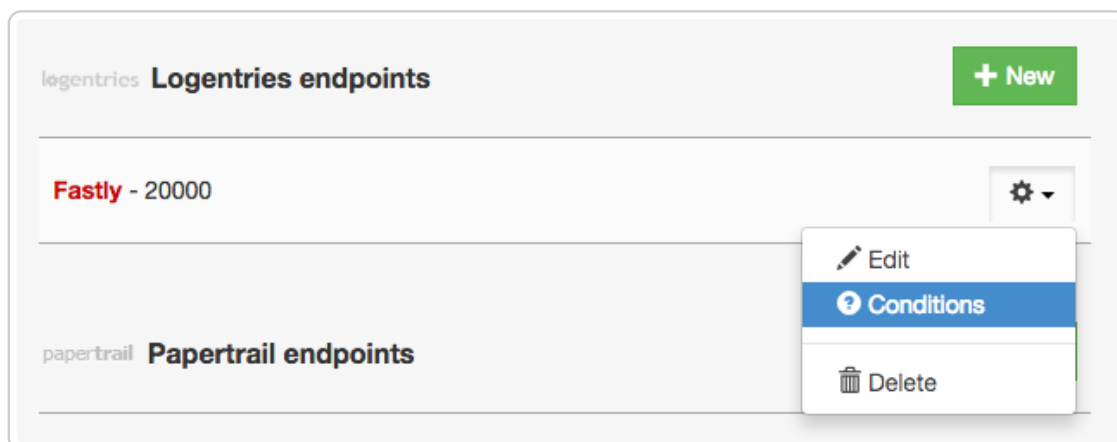 logentries Logentries endpoints
+ New
Fastly - 20000
Edit
Conditions
papertrail Papertrail endpoints
Delete